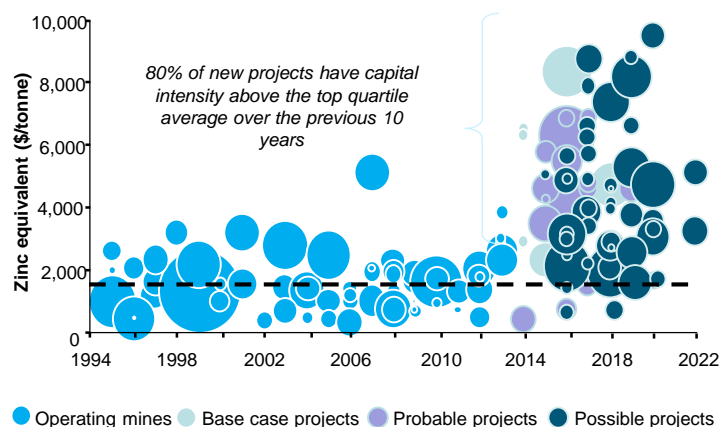 Zinc equivalent ($/tonne)
10,000
8,000
6,000
4,000
2,000
0
80% of new projects have capital
intensity above the top quartile
average over the previous 10
years
1994 1998 2002 2006 2010 2014 2018 2022
Operating mines Base case projects Probable projects Possible projects